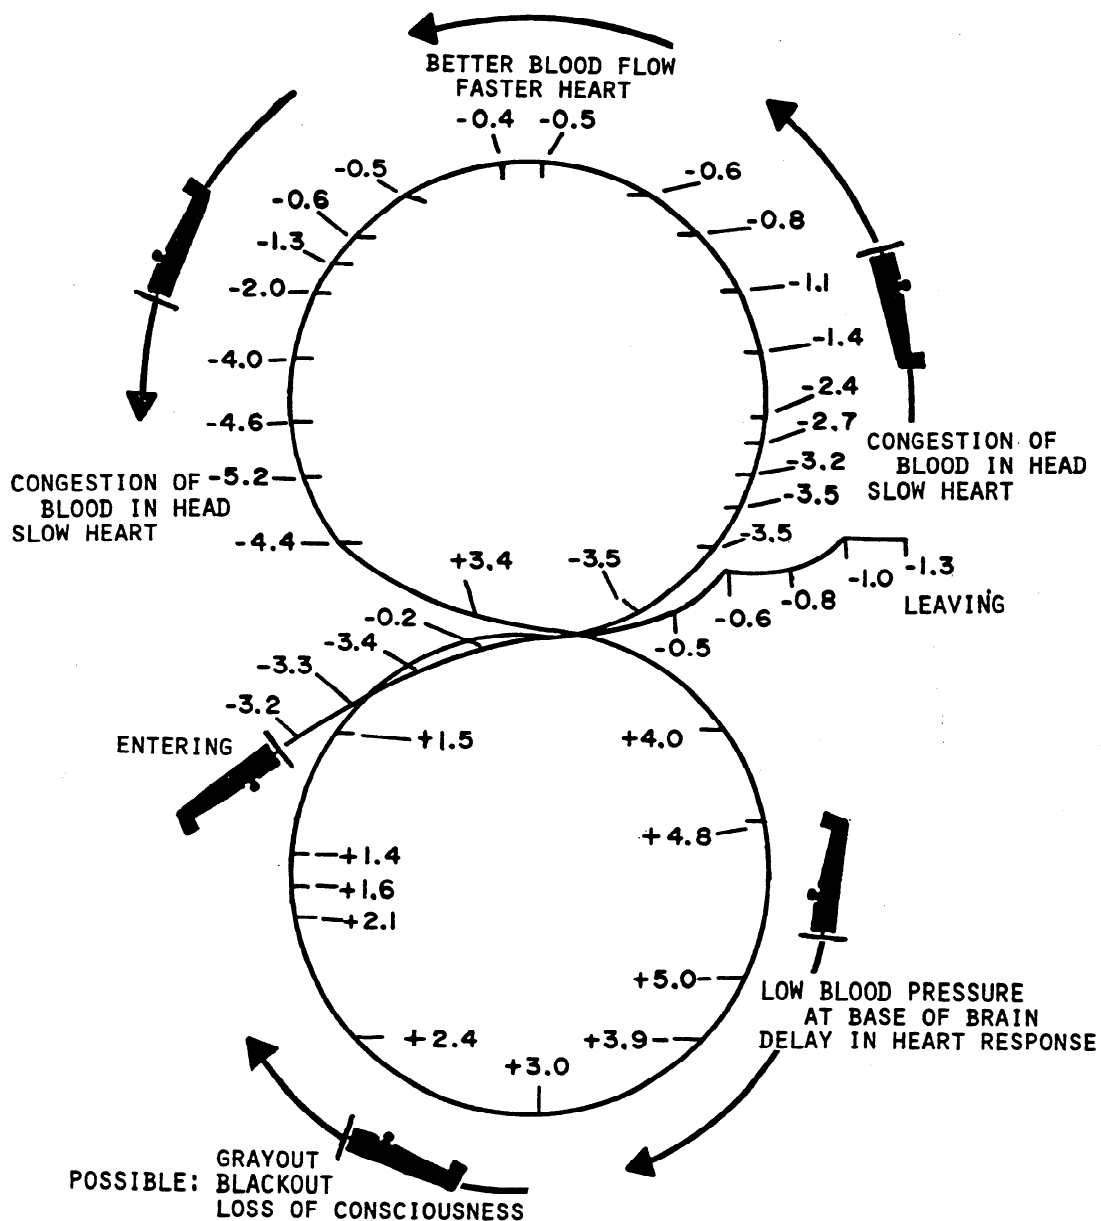 BETTER BLOOD FLOW
FASTER HEART
-0.4 -0.5
-0.5
-0.6
-0.6
-0.8
-1.3
-2.0
-1.1
-4.0
-1.4
-4.6
-2.4
-2.7
CONGESTION OF
BLOOD IN HEAD
SLOW HEART
-3.2
-3.5
CONGESTION OF
BLOOD IN HEAD
SLOW HEART
-5.2
-4.4
-3.5
+3.4
-3.5
-1.3
-1.0
-0.8
-0.6
-0.5
LEAVING
-0.2
-3.4
-3.3
-3.2
ENTERING
+1.5
+4.0
+4.8
+1.4
+1.6
+2.1
+5.0
LOW BLOOD PRESSURE
AT BASE OF BRAIN
DELAY IN HEART RESPONSE
+2.4
+3.9
+3.0
GRAYOUT
POSSIBLE: BLACKOUT
LOSS OF CONSCIOUSNESS